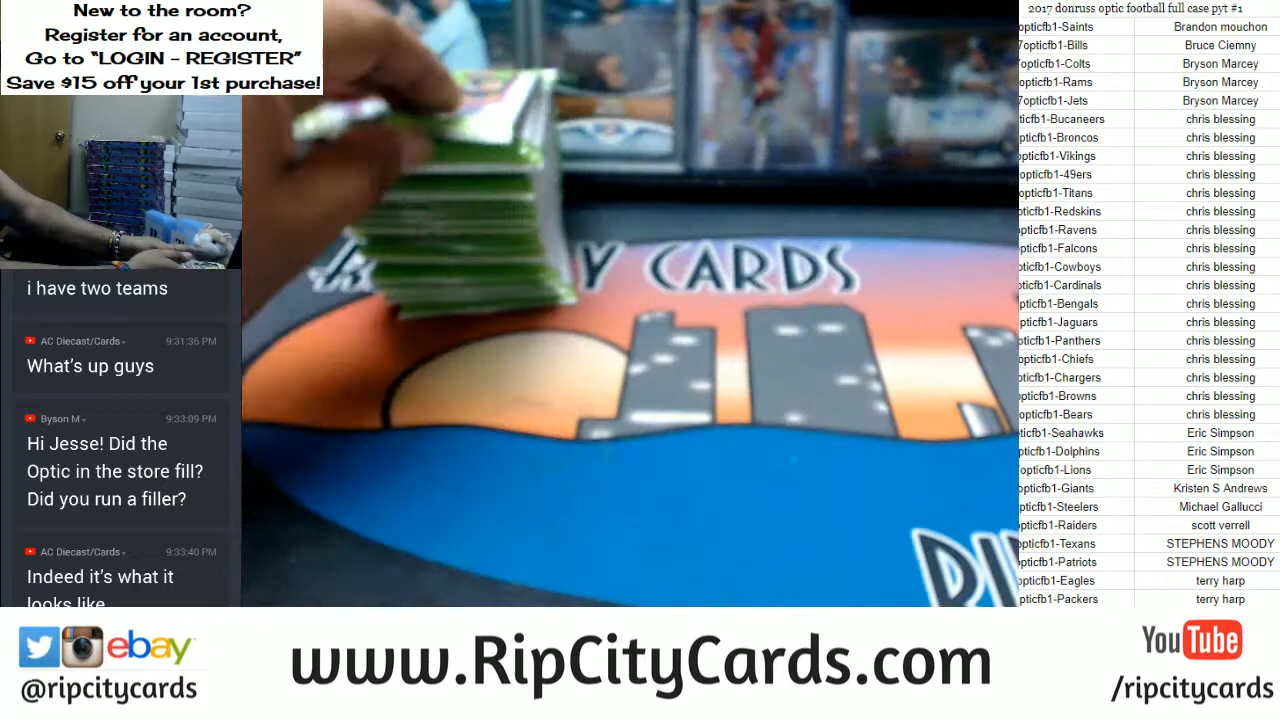 New to the room?
Register for an account,
Go to "LOGIN - REGISTER"
Save $15 off your 1st purchase!
i have two teams
AC Diecast/Cards 9:31:36 PM
What's up guys
Byson M 9:33:09 PM
Hi Jesse! Did the
Optic in the store fill?
Did you run a filler?
AC Diecast/Cards 9:33:40 PM
Indeed it's what it
looks like
Y CARDS
2017 donruss optic football full case pyt #1
opticfb1-Saints Brandon mouchon
7opticfb1-Bills Bruce Ciemny
7opticfb1-Colts Bryson Marcey
opticfb1-Rams Bryson Marcey
7opticfb1-Jets Bryson Marcey
opticfb1-Bucaneers chris blessing
opticfb1-Broncos chris blessing
opticfb1-Vikings chris blessing
opticfb1-49ers chris blessing
opticfb1-Titans chris blessing
opticfb1-Redskins chris blessing
opticfb1-Ravens chris blessing
opticfb1-Falcons chris blessing
opticfb1-Cowboys chris blessing
opticfb1-Cardinals chris blessing
opticfb1-Bengals chris blessing
opticfb1-Jaguars chris blessing
opticfb1-Panthers chris blessing
opticfb1-Chiefs chris blessing
opticfb1-Chargers chris blessing
opticfb1-Browns chris blessing
opticfb1-Bears chris blessing
opticfb1-Seahawks Eric Simpson
opticfb1-Dolphins Eric Simpson
7opticfb1-Lions Eric Simpson
opticfb1-Giants Kristen S Andrews
opticfb1-Steelers Michael Gallucci
opticfb1-Raiders scott verrell
opticfb1-Texans STEPHENS MOODY
opticfb1-Patriots STEPHENS MOODY
opticfb1-Eagles terry harp
opticfb1-Packers terry harp
ebay
@ripcitycards
www.RipCityCards.com
YouTube
/ripcitycards